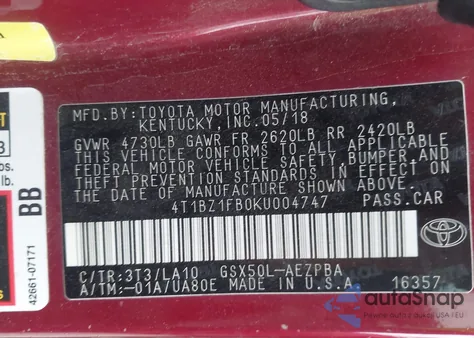 MFD.BY: TOYOTA MOTOR MANUFACTURING,
KENTUCKY, INC. 05/18
GVWR 4730LB GAWR FR 2620LB RR 2420LB
THIS VEHICLE CONFORMS TO ALL APPLICABLE
FEDERAL MOTOR VEHICLE SAFETY, BUMPER, AND
THEFT PREVENTION STANDARDS IN EFFECT ON
THE DATE OF MANUFACTURE SHOWN ABOVE.
4T1BZ1FB0KU004747 PASS.CAR
C/TR:3T3/LA10 GSX50L-AEZPBA
A/TM:-01A/UA80E MADE IN U.S.A. 16357
TOYOTA
BB
42661-07171
lb.
autoSnap